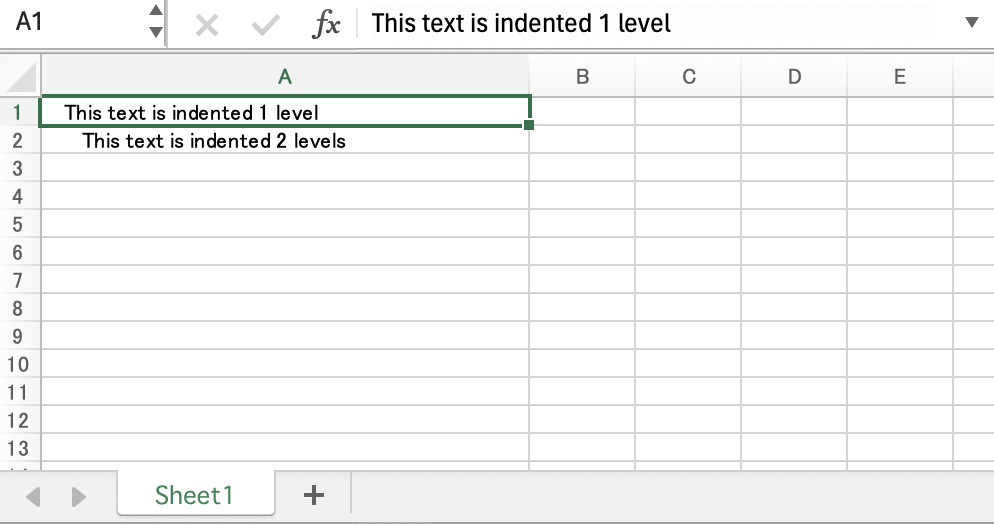 A1 fx This text is indented 1 level
A B C D E
1 This text is indented 1 level
2 This text is indented 2 levels
3
4
5
6
7
8
9
10
11
12
13
Sheet1 +